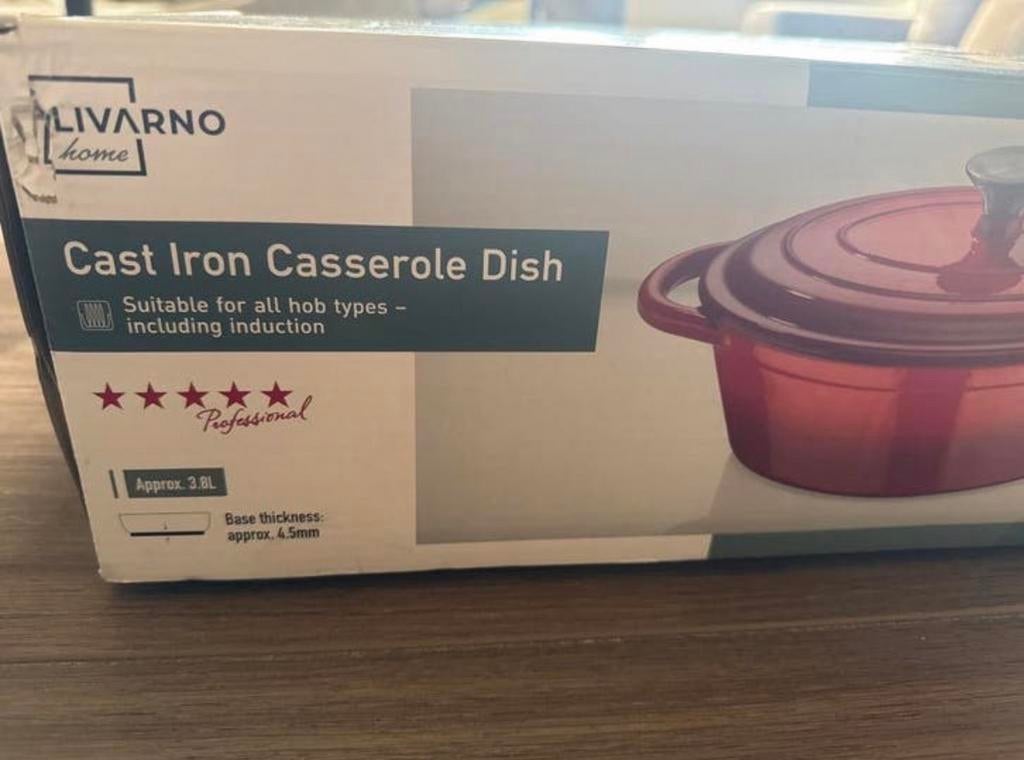 LIVARNO
home
Cast Iron Casserole Dish
Suitable for all hob types –
including induction
Professional
Approx. 3.8L
Base thickness:
approx. 4.5mm